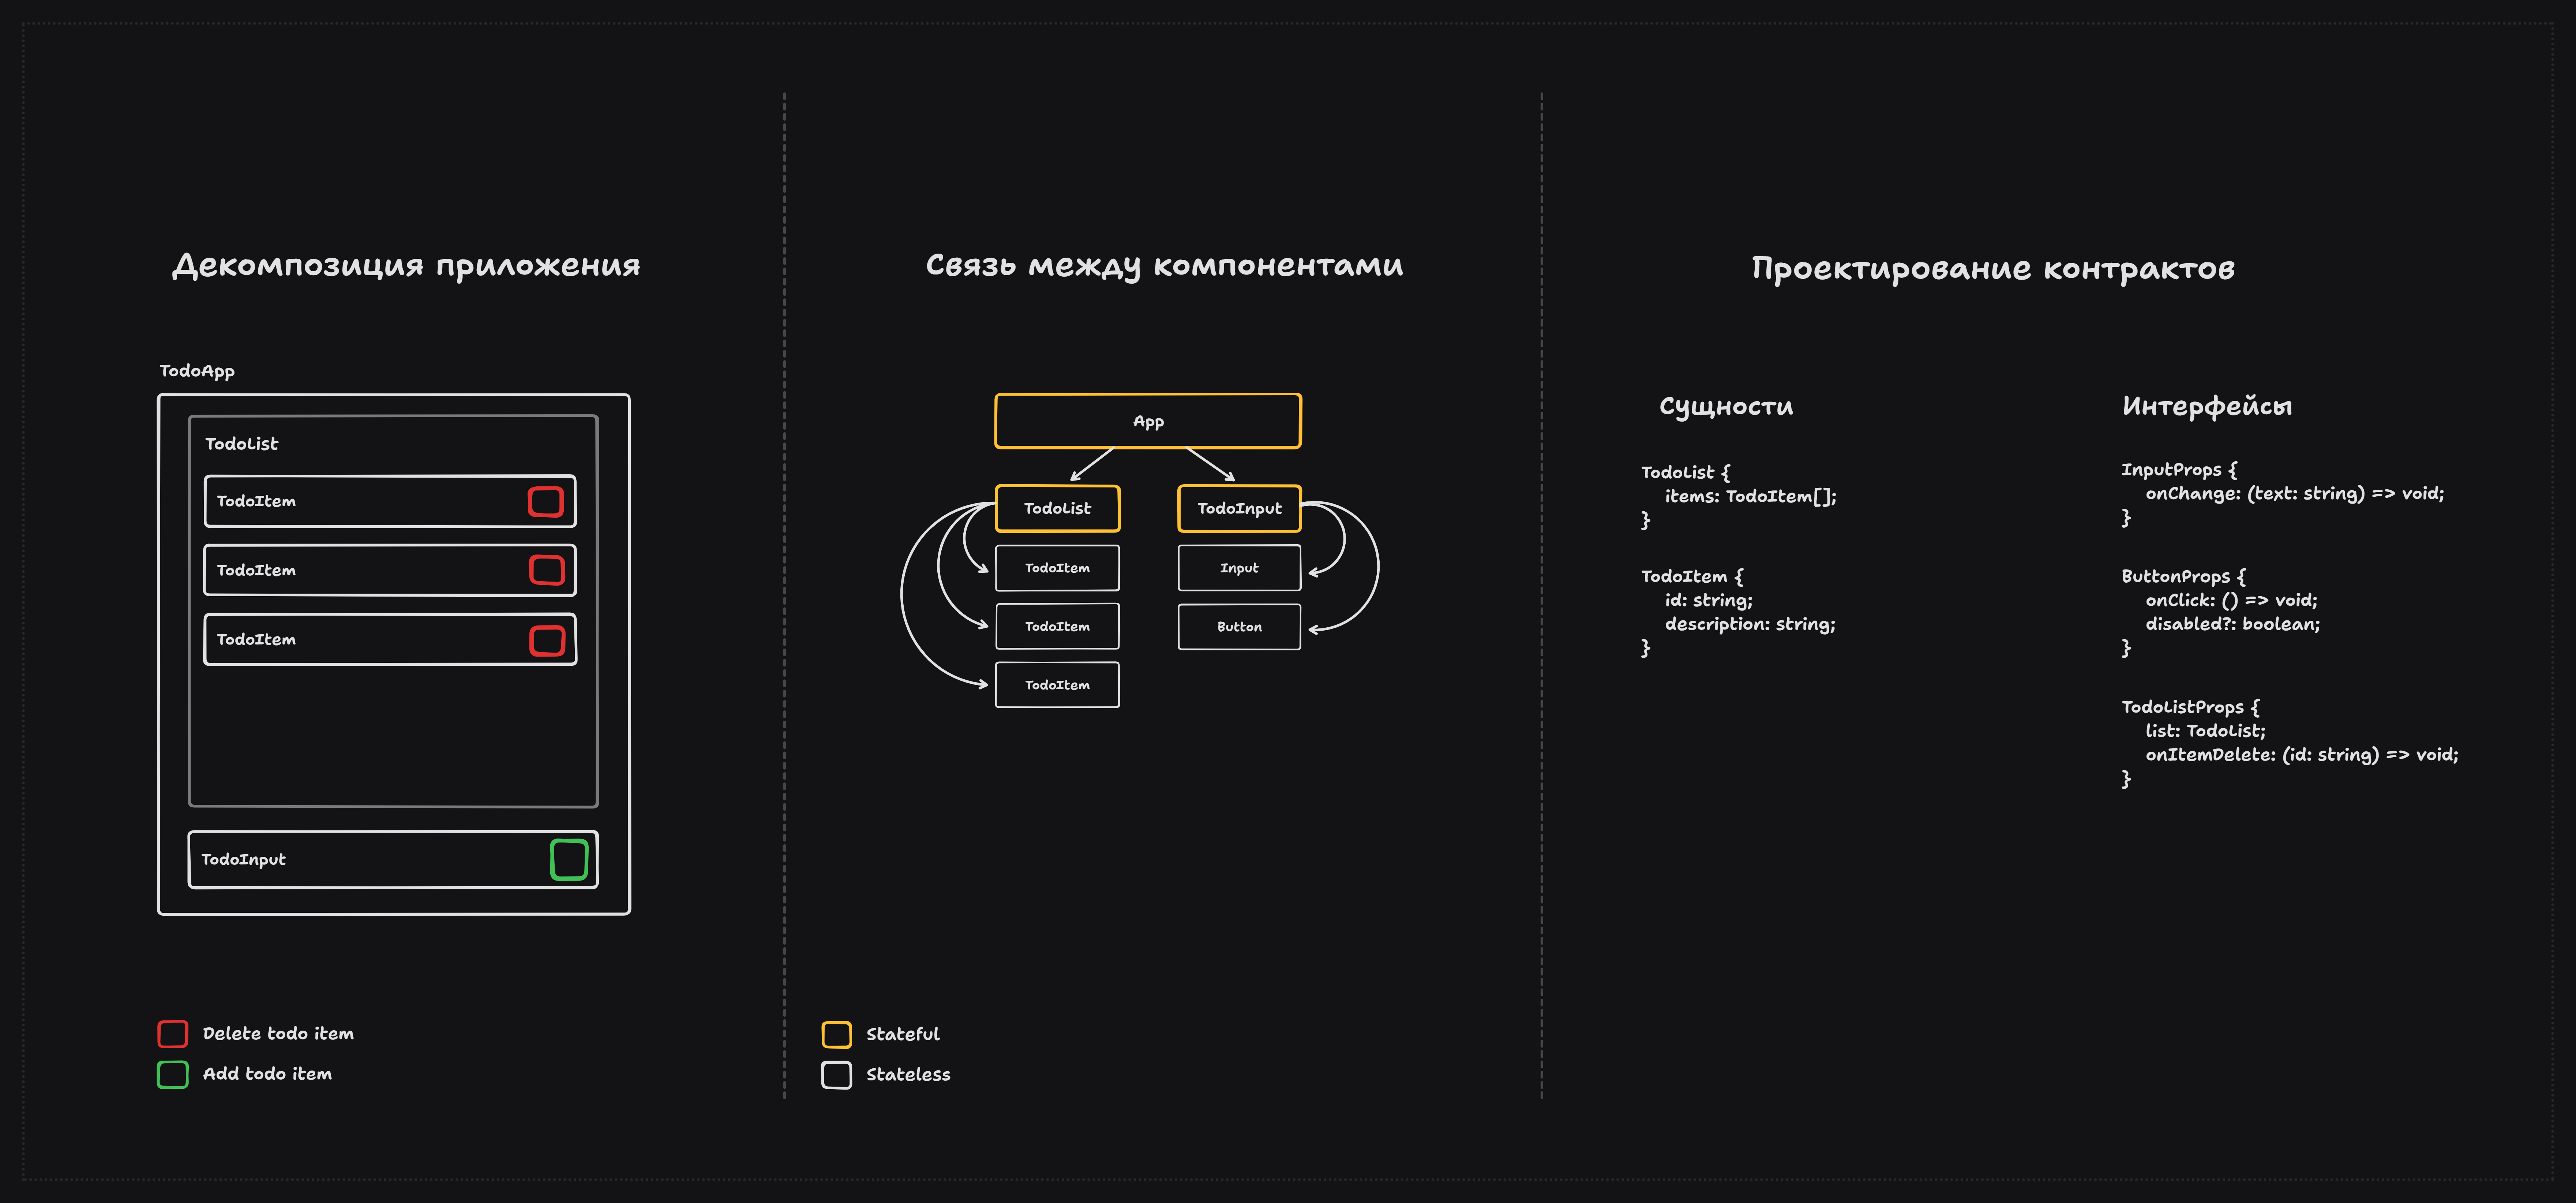 Декомпозиция приложения
TodoApp
TodoList
TodoItem
TodoItem
TodoItem
TodoInput
Delete todo item
Add todo item
Связь между компонентами
App
TodoList
TodoInput
TodoItem
Input
TodoItem
Button
TodoItem
Stateful
Stateless
Проектирование контрактов
Сущности
TodoList {
items: TodoItem[];
}
TodoItem {
id: string;
description: string;
}
Интерфейсы
InputProps {
onChange: (text: string) => void;
}
ButtonProps {
onClick: () => void;
disabled?: boolean;
}
TodoListProps {
list: TodoList;
onItemDelete: (id: string) => void;
}